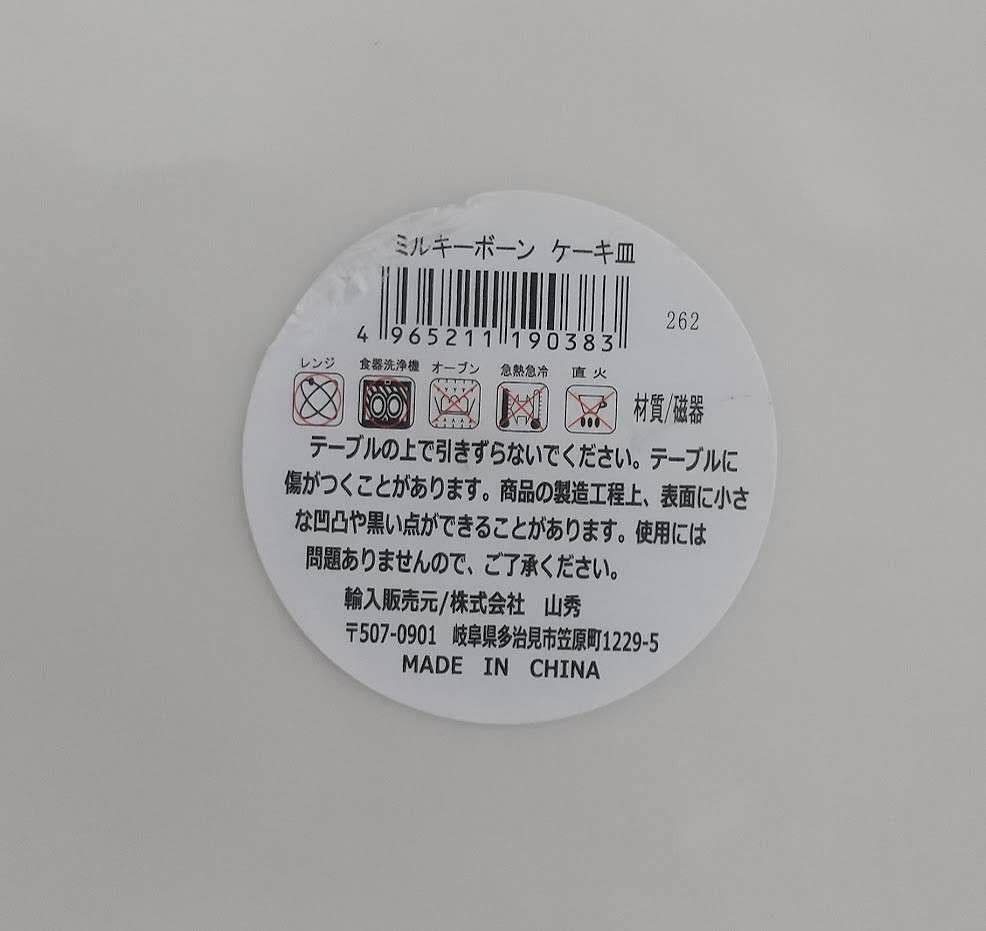 ミルキーボーン ケーキ皿
4 965211 190383
262
レンジ 食器洗浄機 オーブン 急熱急冷 直火
材質/磁器
テーブルの上で引きずらないでください。テーブルに
傷がつくことがあります。商品の製造工程上、表面に小さ
な凹凸や黒い点ができることがあります。使用には
問題ありませんので、ご了承ください。
輸入販売元/株式会社 山秀
〒507-0901 岐阜県多治見市笠原町1229-5
MADE IN CHINA